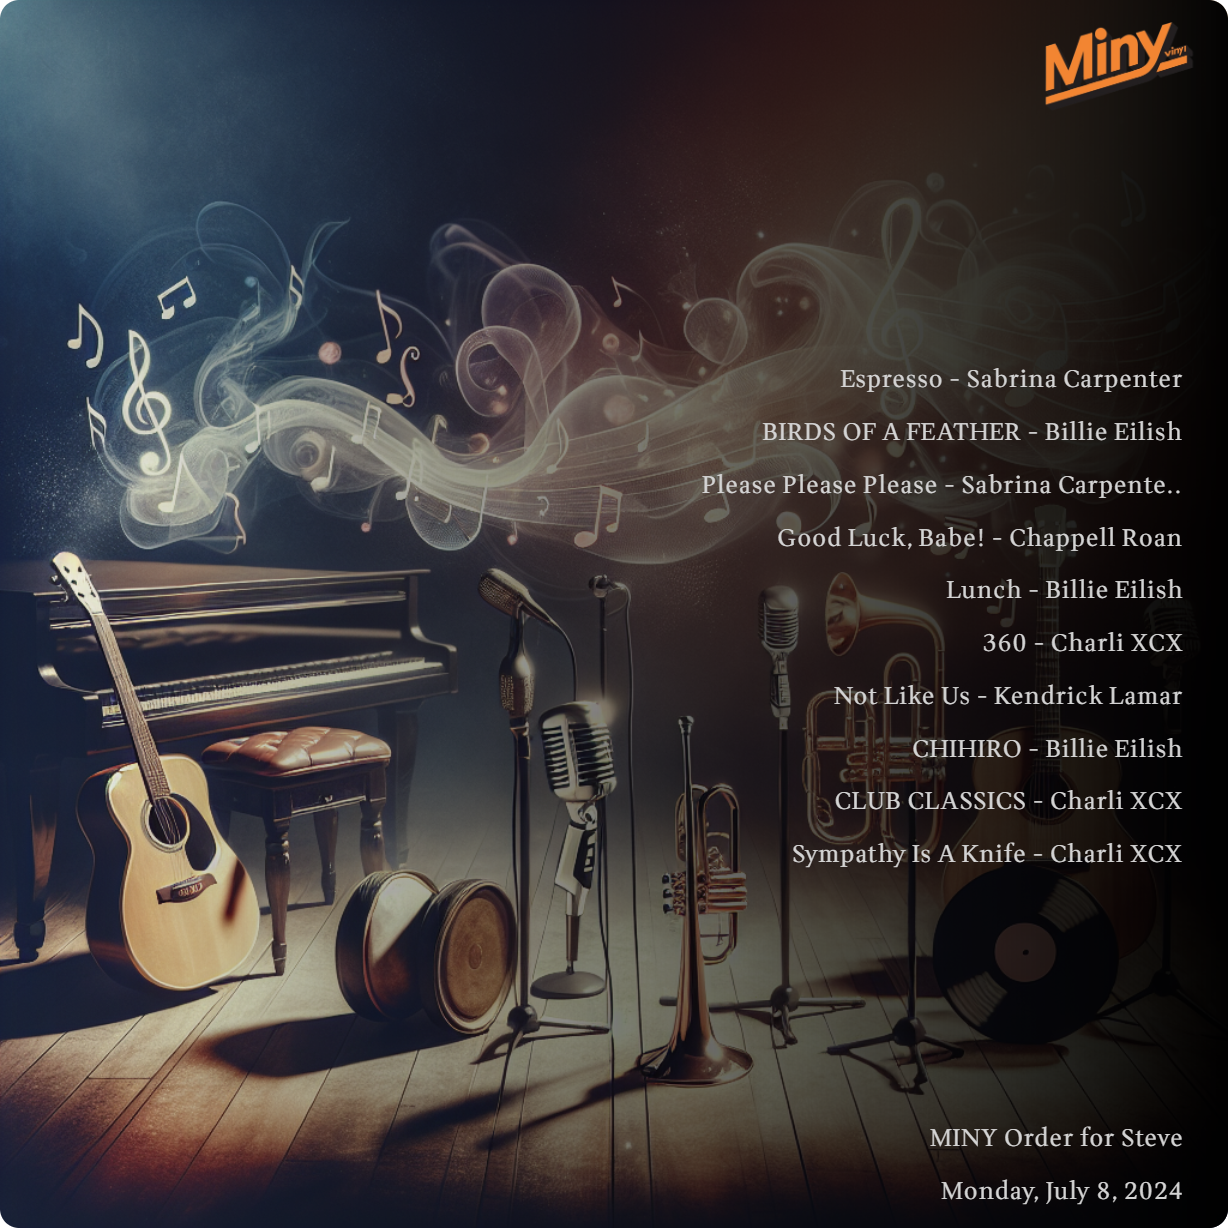 Miny
vinyl
Espresso - Sabrina Carpenter
BIRDS OF A FEATHER - Billie Eilish
Please Please Please - Sabrina Carpente..
Good Luck, Babe! - Chappell Roan
Lunch - Billie Eilish
360 - Charli XCX
Not Like Us - Kendrick Lamar
CHIHIRO - Billie Eilish
CLUB CLASSICS - Charli XCX
Sympathy Is A Knife - Charli XCX
MINY Order for Steve
Monday, July 8, 2024